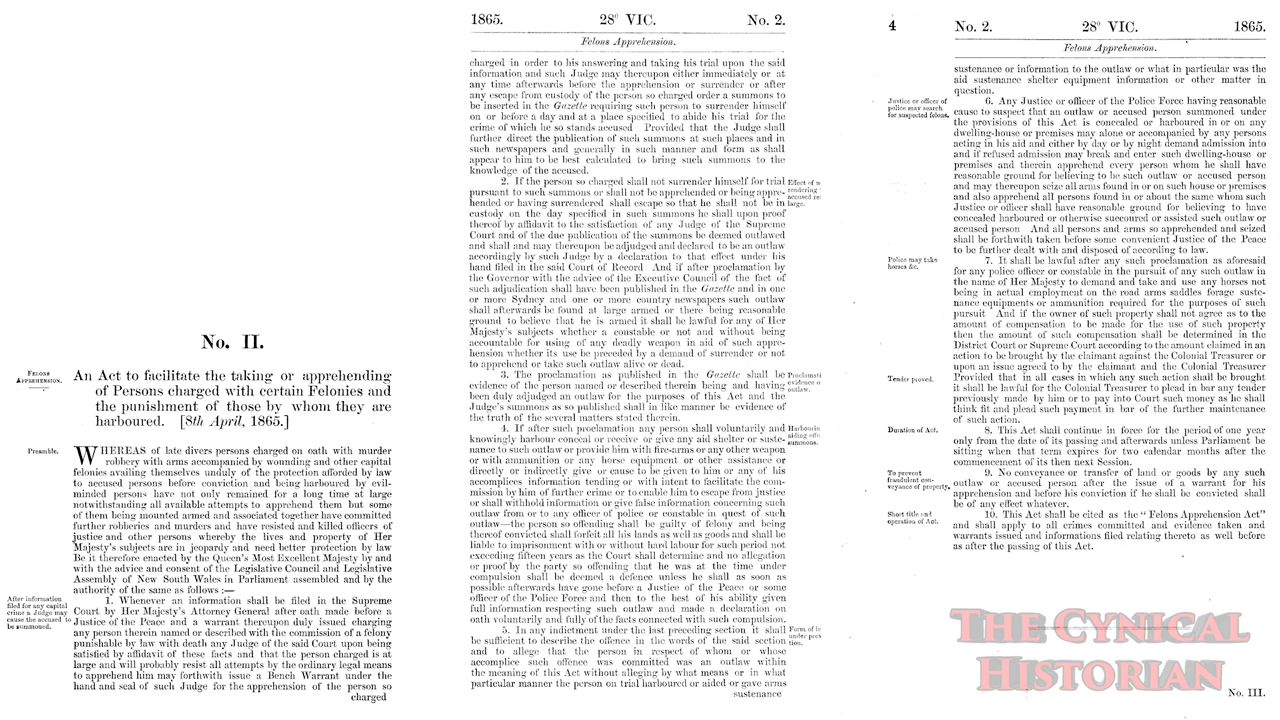 No. II.
FELONS
APPREHENSION.
An Act to facilitate the taking or apprehending
of Persons charged with certain Felonies and
the punishment of those by whom they are
harboured. [8th April, 1865.]
Preamble.
WHEREAS of late divers persons charged on oath with murder
robbery with arms accompanied by wounding and other capital
felonies availing themselves unduly of the protection afforded by law
to accused persons before conviction and being harboured by evil-
minded persons have not only remained for a long time at large
notwithstanding all available attempts to apprehend them but some
of them being mounted armed and associated together have committed
further robberies and murders and have resisted and killed officers of
justice and other persons whereby the lives and property of Her
Majesty's subjects are in jeopardy and need better protection by law
Be it therefore enacted by the Queen's Most Excellent Majesty by and
with the advice and consent of the Legislative Council and Legislative
Assembly of New South Wales in Parliament assembled and by the
authority of the same as follows :—
After information
filed for any capital
crime a Judge may
cause the accused to
be summoned.
1. Whenever an information shall be filed in the Supreme
Court by Her Majesty's Attorney General after oath made before a
Justice of the Peace and a warrant thereupon duly issued charging
any person therein named or described with the commission of a felony
punishable by law with death any Judge of the said Court upon being
satisfied by affidavit of these facts and that the person charged is at
large and will probably resist all attempts by the ordinary legal means
to apprehend him may forthwith issue a Bench Warrant under the
hand and seal of such Judge for the apprehension of the person so
charged
1865. 28° VIC. No. 2.
Felons Apprehension.
charged in order to his answering and taking his trial upon the said
information and such Judge may thereupon either immediately or at
any time afterwards before the apprehension or surrender or after
any escape from custody of the person so charged order a summons to
be inserted in the Gazette requiring such person to surrender himself
on or before a day and at a place specified to abide his trial for the
crime of which he so stands accused Provided that the Judge shall
further direct the publication of such summons at such places and in
such newspapers and generally in such manner and form as shall
appear to him to be best calculated to bring such summons to the
knowledge of the accused.
2. If the person so charged shall not surrender himself for trial
pursuant to such summons or shall not be apprehended or being appre-
hended or having surrendered shall escape so that he shall not be in
custody on the day specified in such summons he shall upon proof
thereof by affidavit to the satisfaction of any Judge of the Supreme
Court and of the due publication of the summons be deemed outlawed
and shall and may thereupon be adjudged and declared to be an outlaw
accordingly by such Judge by a declaration to that effect under his
hand filed in the said Court of Record And if after proclamation by
the Governor with the advice of the Executive Council of the fact of
such adjudication shall have been published in the Gazette and in one
or more Sydney and one or more country newspapers such outlaw
shall afterwards be found at large armed or there being reasonable
ground to believe that he is armed it shall be lawful for any of Her
Majesty's subjects whether a constable or not and without being
accountable for using of any deadly weapon in aid of such appre-
hension whether its use be preceded by a demand of surrender or not
to apprehend or take such outlaw alive or dead.
Effect of
rendering
accused
large.
3. The proclamation as published in the Gazette shall be
evidence of the person named or described therein being and having
been duly adjudged an outlaw for the purposes of this Act and the
Judge's summons as so published shall in like manner be evidence of
the truth of the several matters stated therein.
Proclamati
evidence o
outlaw.
4. If after such proclamation any person shall voluntarily and
knowingly harbour conceal or receive or give any aid shelter or suste-
nance to such outlaw or provide him with fire-arms or any other weapon
or with ammunition or any horse equipment or other assistance or
directly or indirectly give or cause to be given to him or any of his
accomplices information tending or with intent to facilitate the com-
mission by him of further crime or to enable him to escape from justice
or shall withhold information or give false information concerning such
outlaw from or to any officer of police or constable in quest of such
outlaw—the person so offending shall be guilty of felony and being
thereof convicted shall forfeit all his lands as well as goods and shall be
liable to imprisonment with or without hard labour for such period not
exceeding fifteen years as the Court shall determine and no allegation
or proof by the party so offending that he was at the time under
compulsion shall be deemed a defence unless he shall as soon as
possible afterwards have gone before a Justice of the Peace or some
officer of the Police Force and then to the best of his ability given
full information respecting such outlaw and made a declaration on
oath voluntarily and fully of the facts connected with such compulsion.
Harbourin
aiding
summons.
5. In any indictment under the last preceding section it shall
be sufficient to describe the offence in the words of the said section
and to allege that the person in respect of whom or whose
accomplice such offence was committed was an outlaw within
the meaning of this Act without alleging by what means or in what
particular manner the person on trial harboured or aided or gave arms
sustenance
Form of
under
tion.
4 No. 2. 28° VIC. 1865.
Felons Apprehension.
sustenance or information to the outlaw or what in particular was the
aid sustenance shelter equipment information or other matter in
question.
Justice or officer of
police may search
for suspected felons.
6. Any Justice or officer of the Police Force having reasonable
cause to suspect that an outlaw or accused person summoned under
the provisions of this Act is concealed or harboured in or on any
dwelling-house or premises may alone or accompanied by any persons
acting in his aid and either by day or by night demand admission into
and if refused admission may break and enter such dwelling-house or
premises and therein apprehend every person whom he shall have
reasonable ground for believing to be such outlaw or accused person
and may thereupon seize all arms found in or on such house or premises
and also apprehend all persons found in or about the same whom such
Justice or officer shall have reasonable ground for believing to have
concealed harboured or otherwise succoured or assisted such outlaw or
accused person And all persons and arms so apprehended and seized
shall be forthwith taken before some convenient Justice of the Peace
to be further dealt with and disposed of according to law.
Police may take
horses &c.
7. It shall be lawful after any such proclamation as aforesaid
for any police officer or constable in the pursuit of any such outlaw in
the name of Her Majesty to demand and take and use any horses not
being in actual employment on the road arms saddles forage suste-
nance equipments or ammunition required for the purposes of such
pursuit And if the owner of such property shall not agree as to the
amount of compensation to be made for the use of such property
then the amount of such compensation shall be determined in the
District Court or Supreme Court according to the amount claimed in an
action to be brought by the claimant against the Colonial Treasurer or
upon an issue agreed to by the claimant and the Colonial Treasurer
Tender proved.
Provided that in all cases in which any such action shall be brought
it shall be lawful for the Colonial Treasurer to plead in bar any tender
previously made by him or to pay into Court such money as he shall
think fit and plead such payment in bar of the further maintenance
of such action.
Duration of Act.
8. This Act shall continue in force for the period of one year
only from the date of its passing and afterwards unless Parliament be
sitting when that term expires for two calendar months after the
commencement of its then next Session.
To prevent
fraudulent con-
veyance of property.
9. No conveyance or transfer of land or goods by any such
outlaw or accused person after the issue of a warrant for his
apprehension and before his conviction if he shall be convicted shall
be of any effect whatever.
Short title and
operation of Act.
10. This Act shall be cited as the "Felons Apprehension Act"
and shall apply to all crimes committed and evidence taken and
warrants issued and informations filed relating thereto as well before
as after the passing of this Act.
THE CYNICAL
HISTORIAN
No. III.